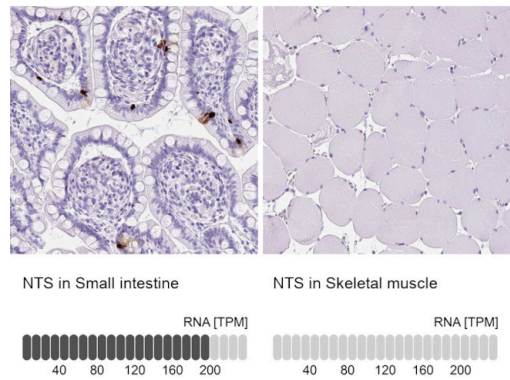 NTS in Small intestine
NTS in Skeletal muscle
RNA [TPM]
RNA [TPM]
40 80 120 160 200
40 80 120 160 200